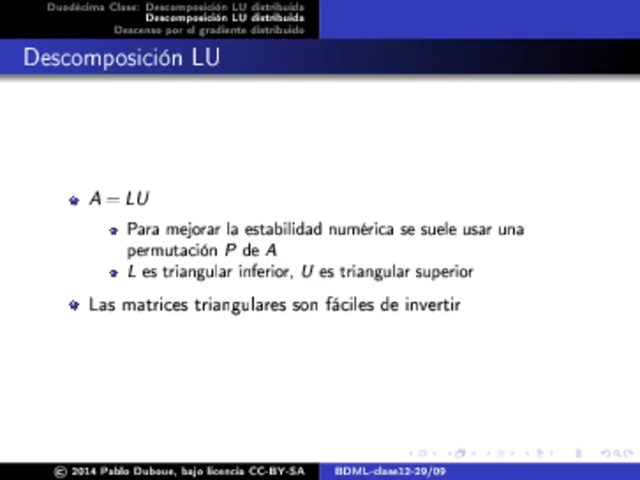 Duodécima Clase: Descomposición LU distribuida
Descomposición LU distribuida
Descenso por el gradiente distribuido
Descomposición LU
A = LU
Para mejorar la estabilidad numérica se suele usar una
permutación P de A
L es triangular inferior, U es triangular superior
Las matrices triangulares son fáciles de invertir
© 2014 Pablo Duboue, bajo licencia CC-BY-SA
BDML-clase12-29/09